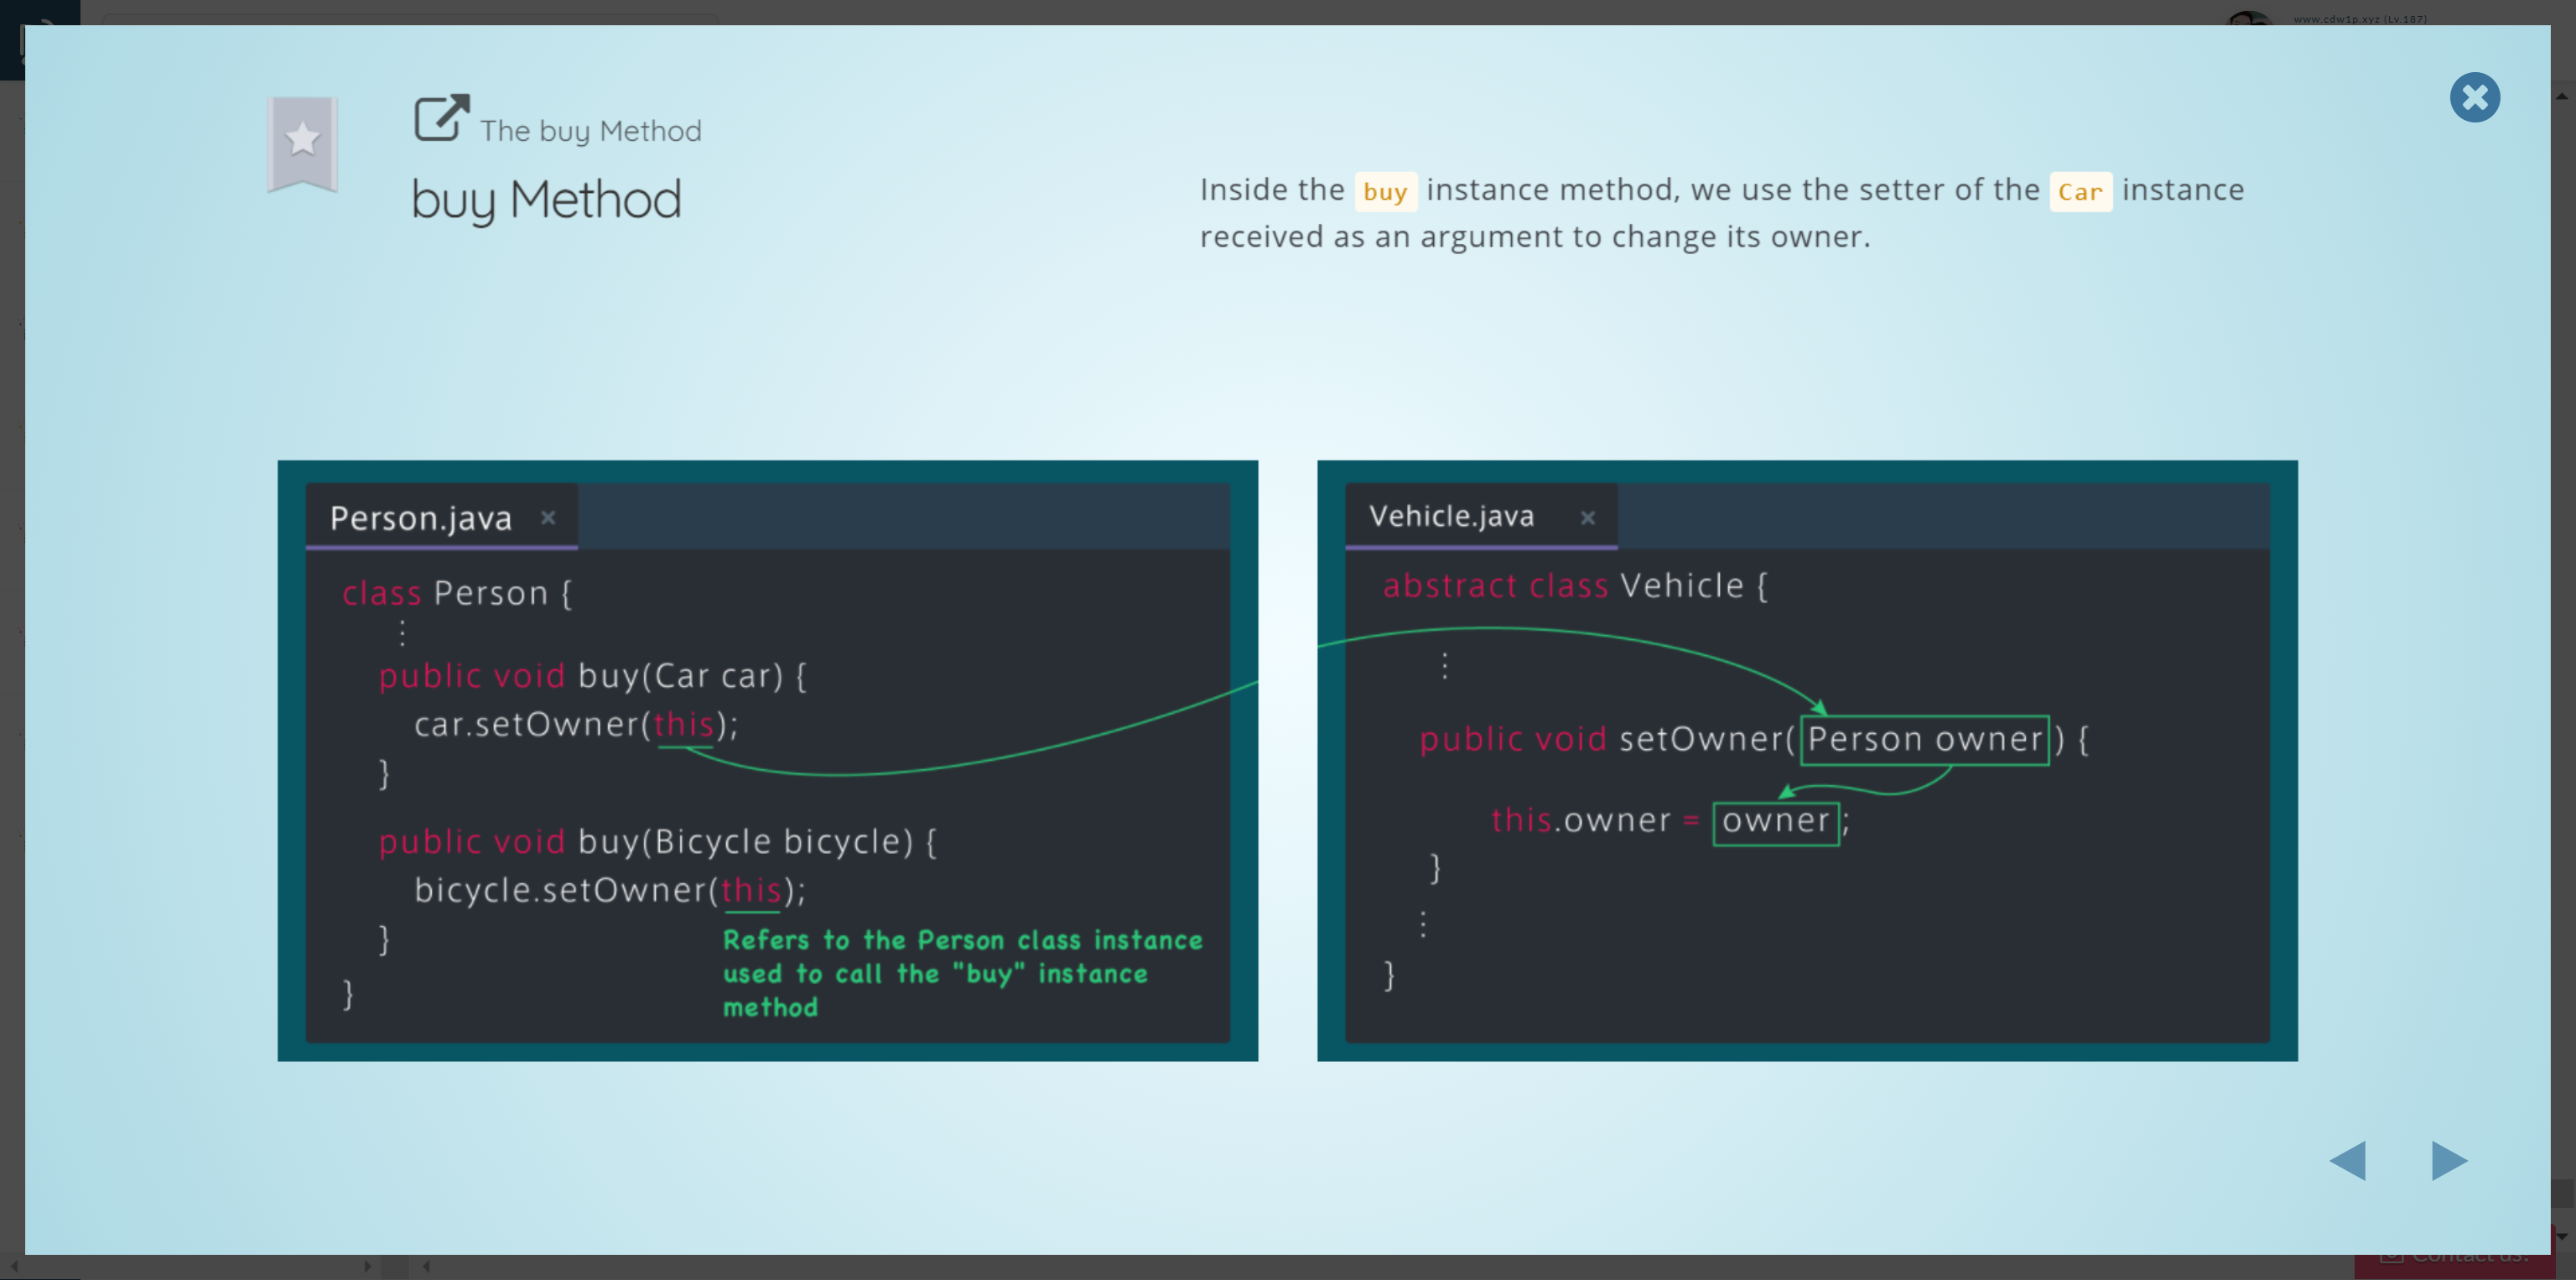 www.cdw1p.xyz (Lv.187)
The buy Method
buy Method
Inside the buy instance method, we use the setter of the Car instance
received as an argument to change its owner.
Person.java ×
class Person {
⋮
public void buy(Car car) {
car.setOwner(this);
}
public void buy(Bicycle bicycle) {
bicycle.setOwner(this);
}
Refers to the Person class instance
used to call the "buy" instance
method
}
Vehicle.java ×
abstract class Vehicle {
⋮
public void setOwner(Person owner) {
this.owner = owner;
}
⋮
}
Contact us!